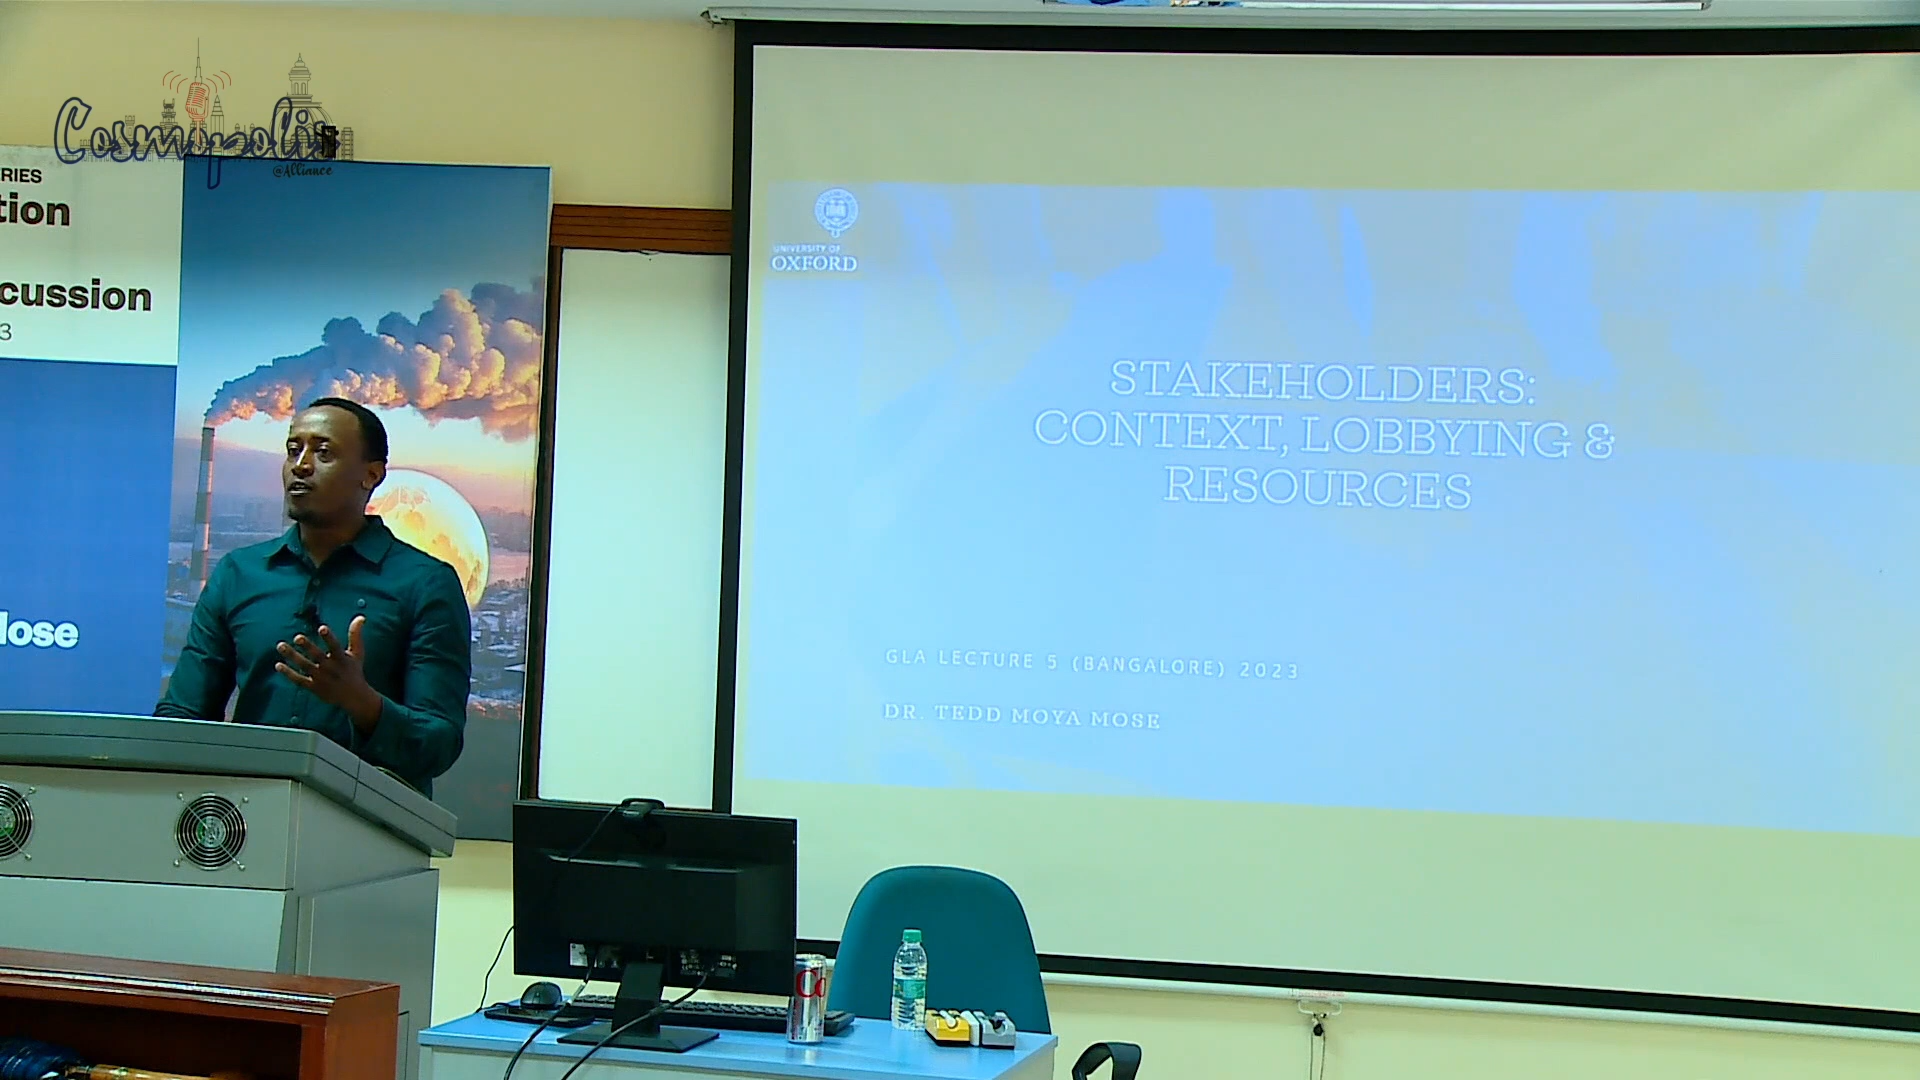 Cosmopolis
@Alliance
RIES
tion
cussion
3
lose
UNIVERSITY OF
OXFORD
STAKEHOLDERS:
CONTEXT, LOBBYING &
RESOURCES
GLA LECTURE 5 (BANGALORE) 2023
DR. TEDD MOYA MOSE
Co